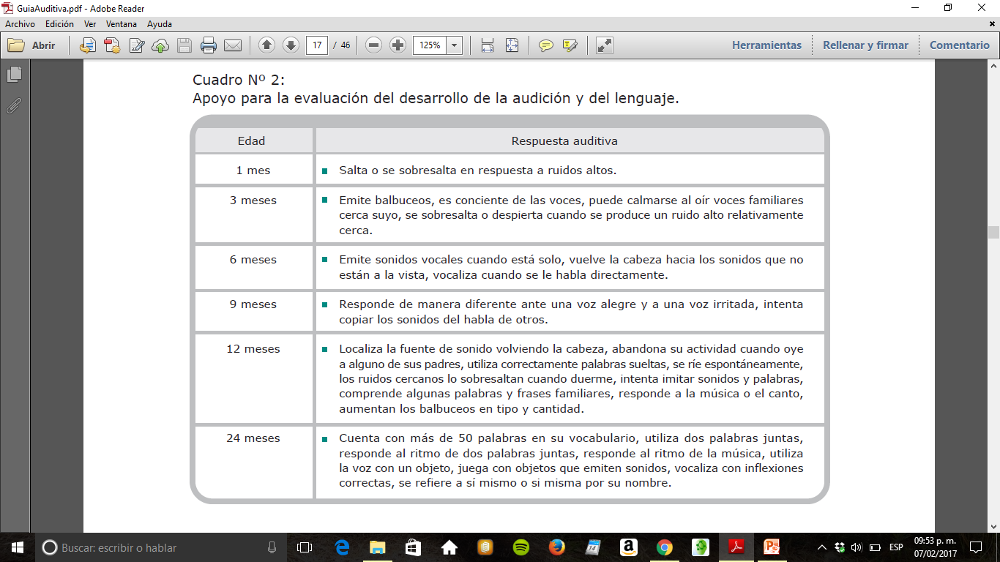 GuiaAuditiva.pdf - Adobe Reader
Archivo Edición Ver Ventana Ayuda
Abrir 17 / 46 125% Herramientas Rellenar y firmar Comentario
Cuadro Nº 2:
Apoyo para la evaluación del desarrollo de la audición y del lenguaje.
Edad Respuesta auditiva
1 mes Salta o se sobresalta en respuesta a ruidos altos.
3 meses Emite balbuceos, es conciente de las voces, puede calmarse al oír voces familiares
cerca suyo, se sobresalta o despierta cuando se produce un ruido alto relativamente
cerca.
6 meses Emite sonidos vocales cuando está solo, vuelve la cabeza hacia los sonidos que no
están a la vista, vocaliza cuando se le habla directamente.
9 meses Responde de manera diferente ante una voz alegre y a una voz irritada, intenta
copiar los sonidos del habla de otros.
12 meses Localiza la fuente de sonido volviendo la cabeza, abandona su actividad cuando oye
a alguno de sus padres, utiliza correctamente palabras sueltas, se ríe espontáneamente,
los ruidos cercanos lo sobresaltan cuando duerme, intenta imitar sonidos y palabras,
comprende algunas palabras y frases familiares, responde a la música o el canto,
aumentan los balbuceos en tipo y cantidad.
24 meses Cuenta con más de 50 palabras en su vocabulario, utiliza dos palabras juntas,
responde al ritmo de dos palabras juntas, responde al ritmo de la música, utiliza
la voz con un objeto, juega con objetos que emiten sonidos, vocaliza con inflexiones
correctas, se refiere a sí mismo o si misma por su nombre.
Buscar: escribir o hablar
ESP
09:53 p. m.
07/02/2017